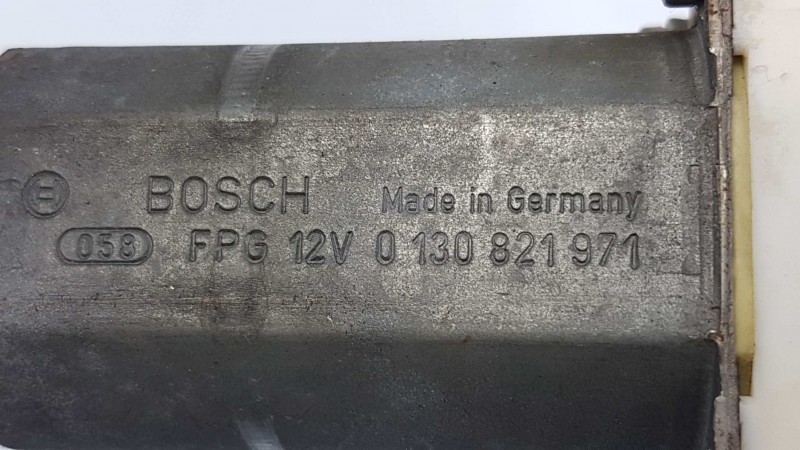 BOSCH Made in Germany
058 FPG 12V 0 130 821 971